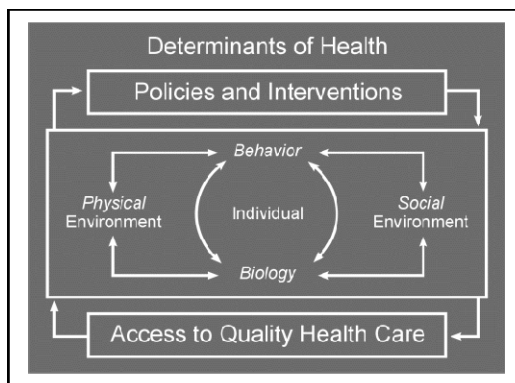 Determinants of Health
Policies and Interventions
Behavior
Physical
Environment
Individual
Social
Environment
Biology
Access to Quality Health Care